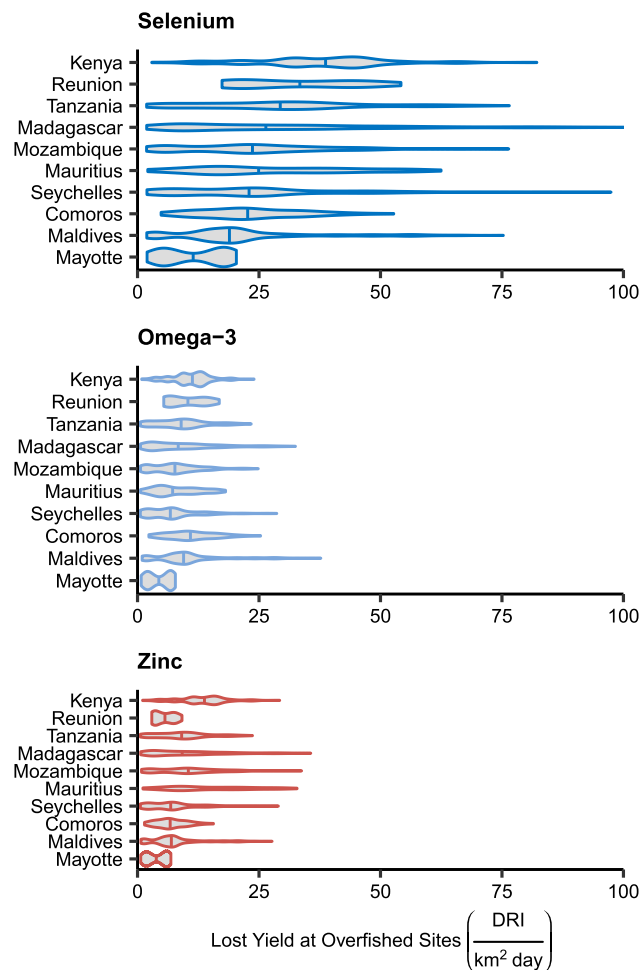 Selenium
Kenya
Reunion
Tanzania
Madagascar
Mozambique
Mauritius
Seychelles
Comoros
Maldives
Mayotte
0 25 50 75 100
Omega−3
Kenya
Reunion
Tanzania
Madagascar
Mozambique
Mauritius
Seychelles
Comoros
Maldives
Mayotte
0 25 50 75 100
Zinc
Kenya
Reunion
Tanzania
Madagascar
Mozambique
Mauritius
Seychelles
Comoros
Maldives
Mayotte
0 25 50 75 100
Lost Yield at Overfished Sites (DRI / km² day)